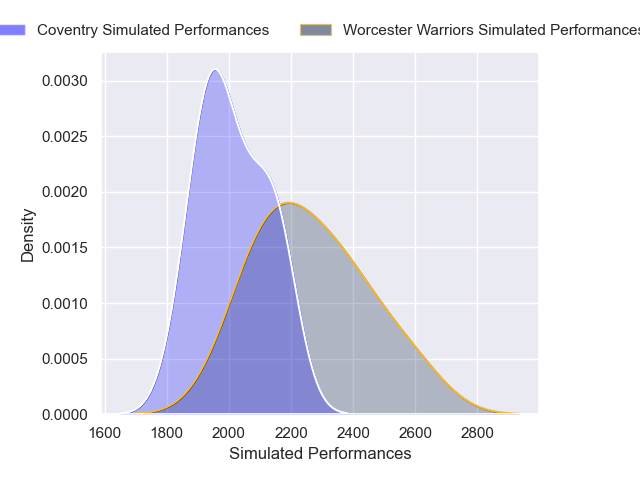 Coventry Simulated Performances
Worcester Warriors Simulated Performances
0.0030
0.0025
0.0020
0.0015
0.0010
0.0005
0.0000
Density
1600 1800 2000 2200 2400 2600 2800
Simulated Performances